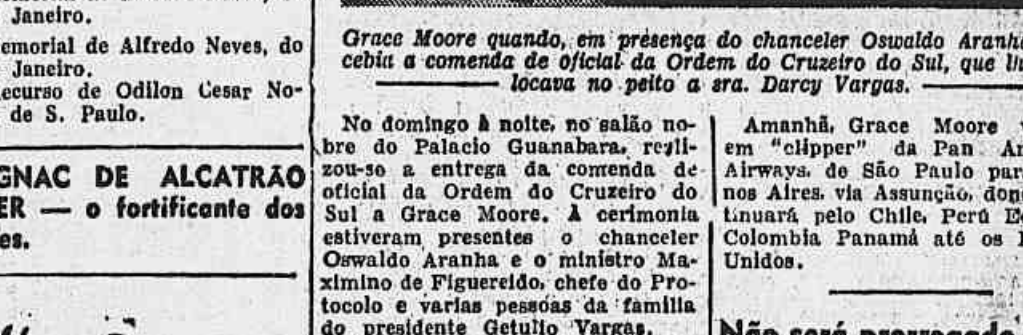 Janeiro.
emorial de Alfredo Neves, do
Janeiro.
ecurso de Odilon Cesar No-
de S. Paulo.
GNAC DE ALCATRÃO
ER — o fortificante dos
es.
Grace Moore quando, em presença do chanceler Oswaldo Aranha
cebia a comenda de oficial da Ordem do Cruzeiro do Sul, que
locava no peito a sra. Darcy Vargas.
No domingo à noite, no salão no-
bre do Palacio Guanabara, reali-
zou-se a entrega da comenda de
oficial da Ordem do Cruzeiro do
Sul a Grace Moore. À cerimonia
estiveram presentes o chanceler
Oswaldo Aranha e o ministro Ma-
ximino de Figuereido, chefe do Pro-
tocolo e varias pessoas da familia
do presidente Getulio Vargas.
Amanhã, Grace Moore
em "clipper" da Pan
Airways, de São Paulo par
nos Aires, via Assunção, don
tinuará pelo Chile, Perú
Colombia Panamá até os
Unidos.
Não será